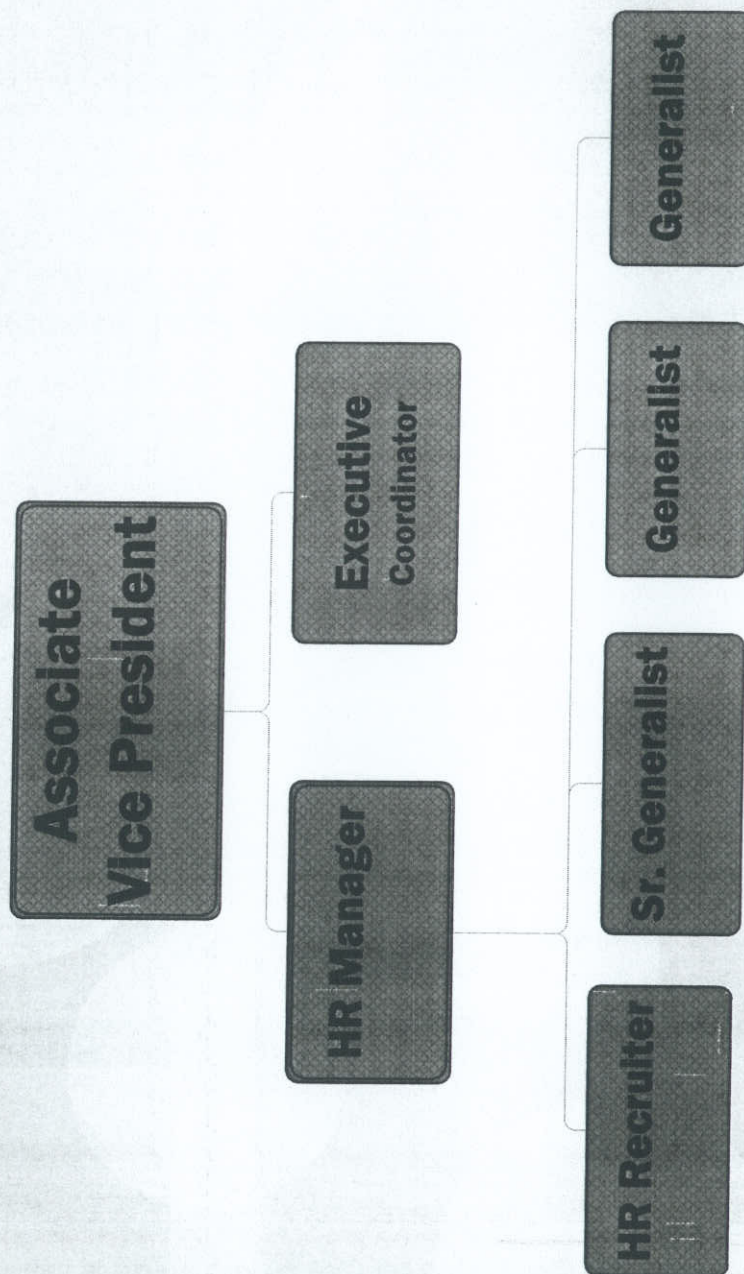 Associate
Vice President
HR Manager
Executive
Coordinator
HR Recruiter
Sr. Generalist
Generalist
Generalist